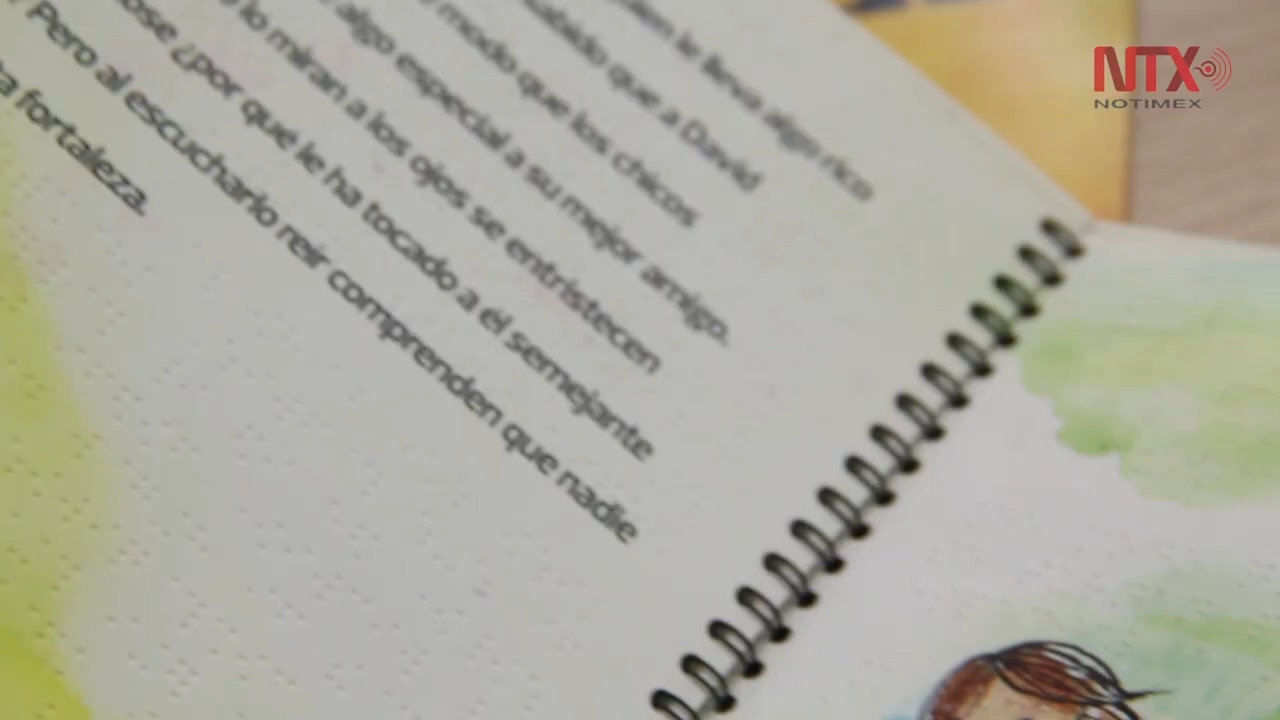 le lleva algo rico
que a David
modo que los chicos
algo especial a su mejor amigo.
lo miran a los ojos se entristecen
¿por qué le ha tocado a él semejante
Pero al escucharlo reír comprenden que nadie
fortaleza.
NTX
NOTIMEX